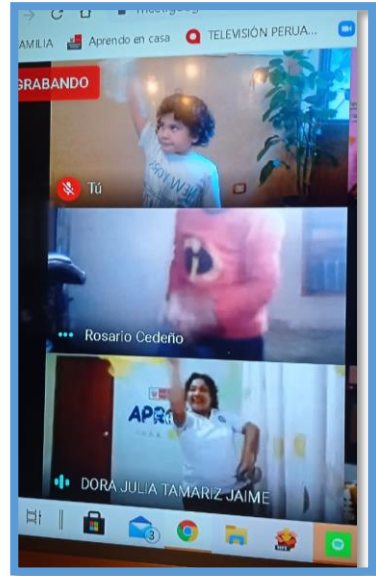 AMILIA Aprendo en casa TELEVISIÓN PERUA...
GRABANDO
Tú
Rosario Cedeño
APR
DORA JULIA TAMARIZ JAIME
3